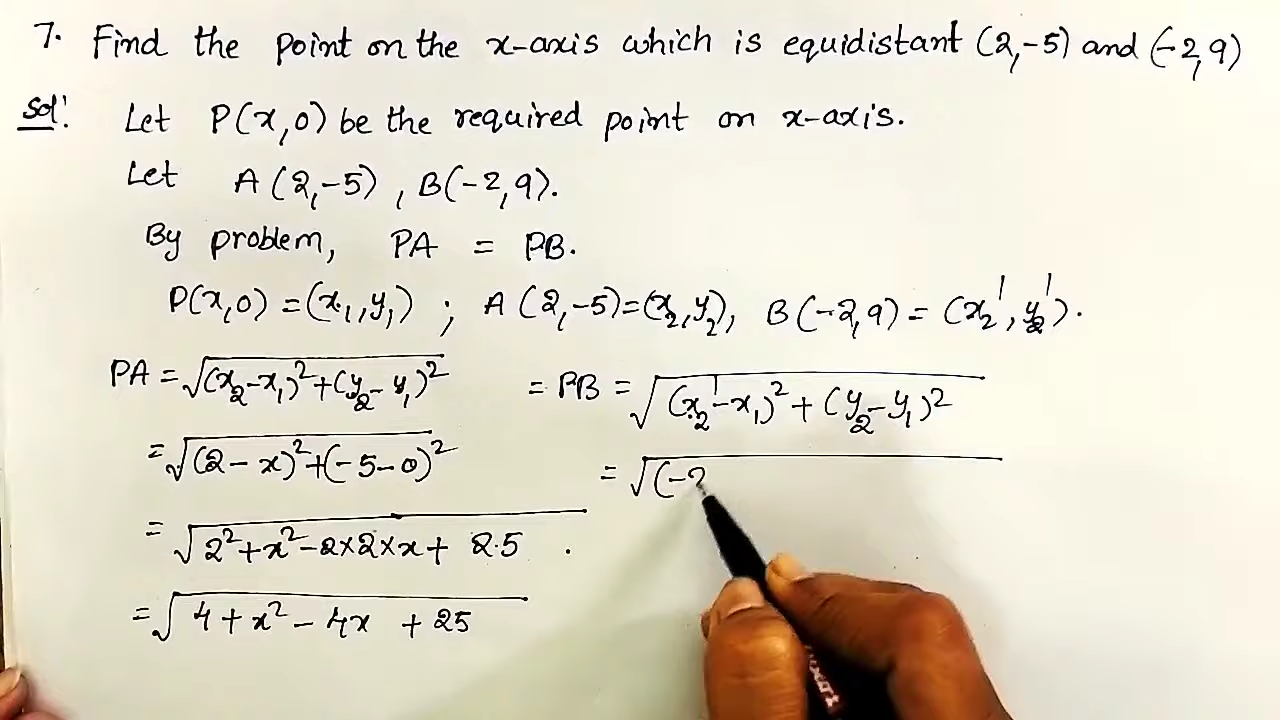 7. Find the point on the x-axis which is equidistant (2,-5) and (-2,9)
Sol: Let P(x,0) be the required point on x-axis.
Let A(2,-5), B(-2,9).
By problem, PA = PB.
P(x,0) = (x₁,y₁) ; A(2,-5)=(x₂,y₂), B(-2,9) = (x₂',y₂').
PA = √(x₂-x₁)²+(y₂-y₁)²
= √(2-x)²+(-5-0)²
= √2²+x²-2×2×x+ 2.5 .
= √4+x²-4x +25
= PB = √(x₂'-x₁)²+(y₂-y₁)²
= √(-2